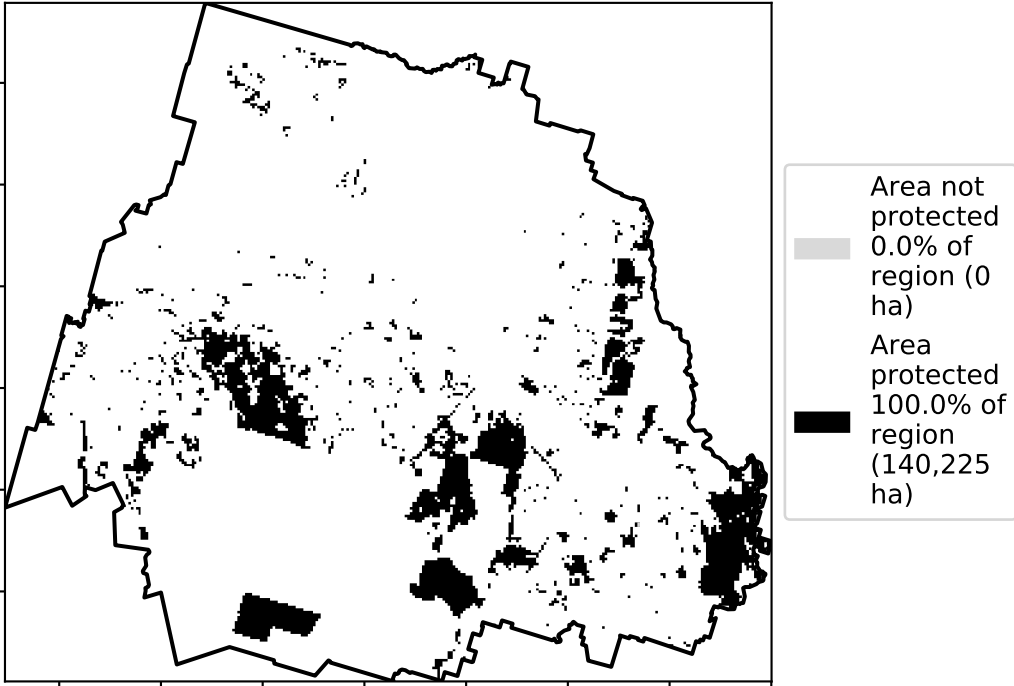 Area not
protected
0.0% of
region (0
ha)
Area
protected
100.0% of
region
(140,225
ha)